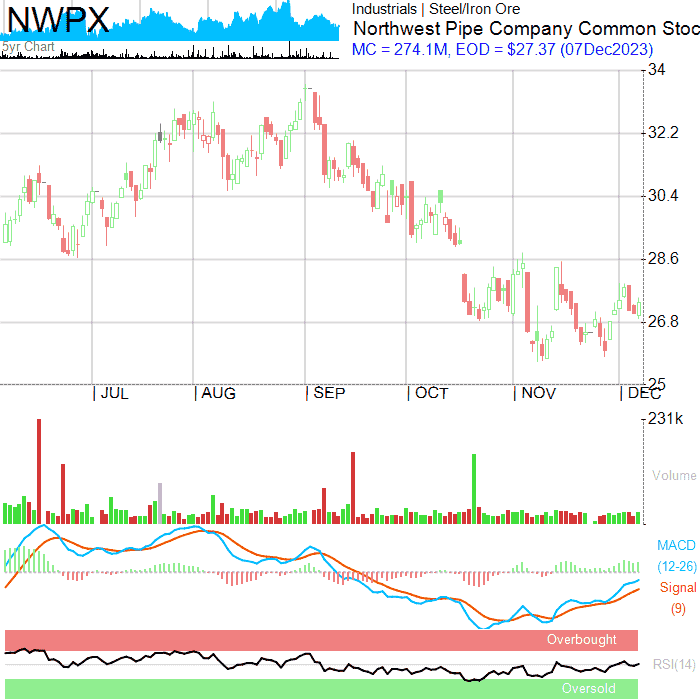 NWPX
5yr Chart
Industrials | Steel/Iron Ore
Northwest Pipe Company Common Stoc
MC = 274.1M, EOD = $27.37 (07Dec2023)
34
32.2
30.4
28.6
26.8
25
JUL AUG SEP OCT NOV DEC
231k
Volume
MACD
(12-26)
Signal
(9)
Overbought
RSI(14)
Oversold